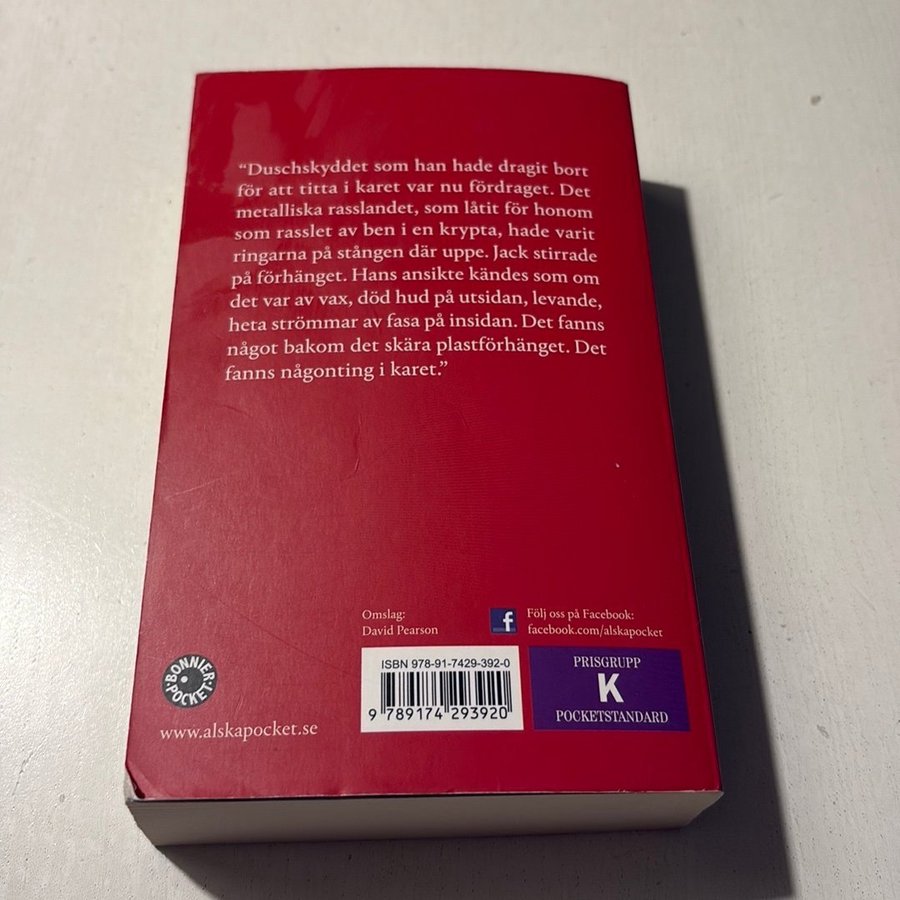 “Duschskyddet som han hade dragit bort
för att titta i karet var nu fördraget. Det
metalliska rasslandet, som låtit för honom
som rasslet av ben i en krypta, hade varit
ringarna på stången där uppe. Jack stirrade
på förhänget. Hans ansikte kändes som om
det var av vax, död hud på utsidan, levande,
heta strömmar av fasa på insidan. Det fanns
något bakom det skära plastförhänget. Det
fanns någonting i karet.”
Omslag:
David Pearson
f
Följ oss på Facebook:
facebook.com/alskapocket
BONNIER
POCKET
www.alskapocket.se
ISBN 978-91-7429-392-0
9 789174 293920
PRISGRUPP
K
POCKETSTANDARD